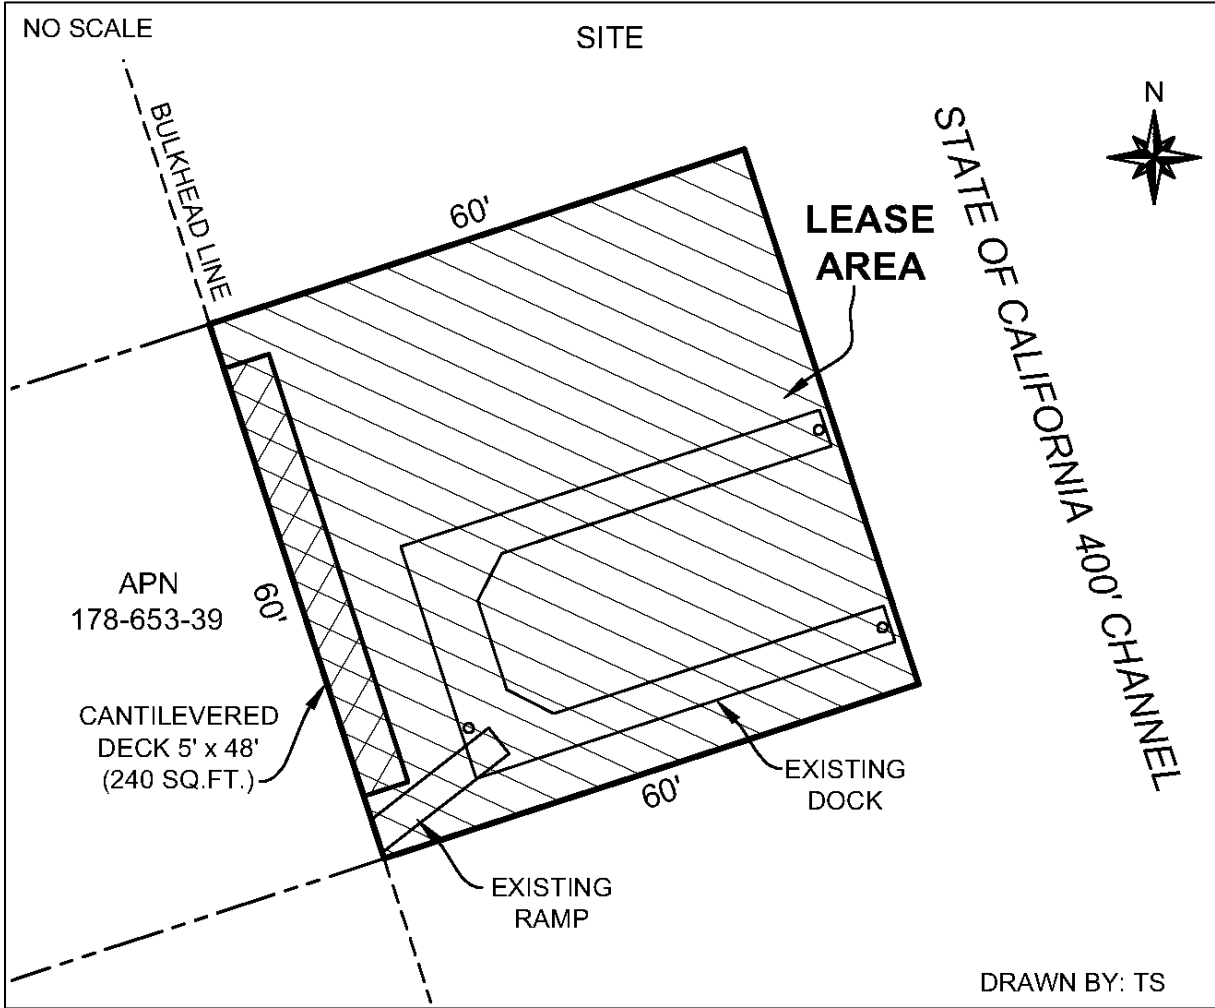 NO SCALE
SITE
N
BULKHEAD LINE
60'
LEASE
AREA
STATE OF CALIFORNIA 400' CHANNEL
APN
178-653-39
60'
CANTILEVERED
DECK 5' x 48'
(240 SQ.FT.)
EXISTING
DOCK
60'
EXISTING
RAMP
DRAWN BY: TS